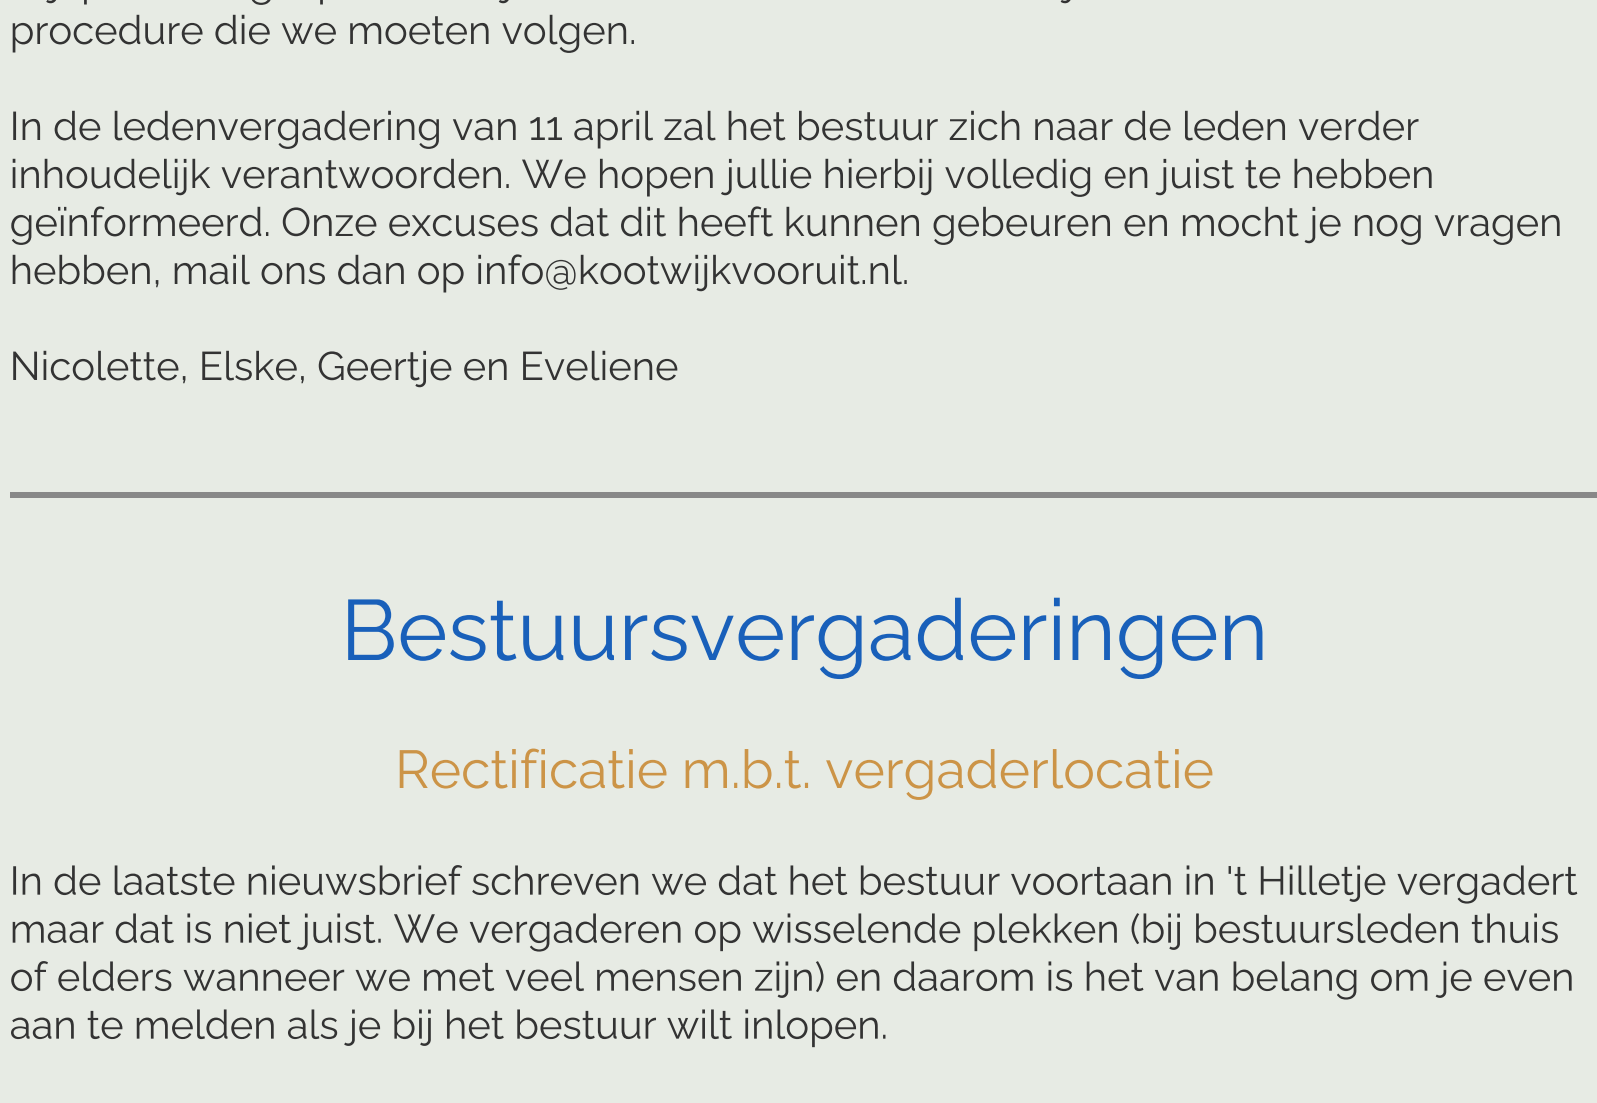 procedure die we moeten volgen.
In de ledenvergadering van 11 april zal het bestuur zich naar de leden verder
inhoudelijk verantwoorden. We hopen jullie hierbij volledig en juist te hebben
geïnformeerd. Onze excuses dat dit heeft kunnen gebeuren en mocht je nog vragen
hebben, mail ons dan op info@kootwijkvooruit.nl.
Nicolette, Elske, Geertje en Eveliene
Bestuursvergaderingen
Rectificatie m.b.t. vergaderlocatie
In de laatste nieuwsbrief schreven we dat het bestuur voortaan in 't Hilletje vergadert
maar dat is niet juist. We vergaderen op wisselende plekken (bij bestuursleden thuis
of elders wanneer we met veel mensen zijn) en daarom is het van belang om je even
aan te melden als je bij het bestuur wilt inlopen.